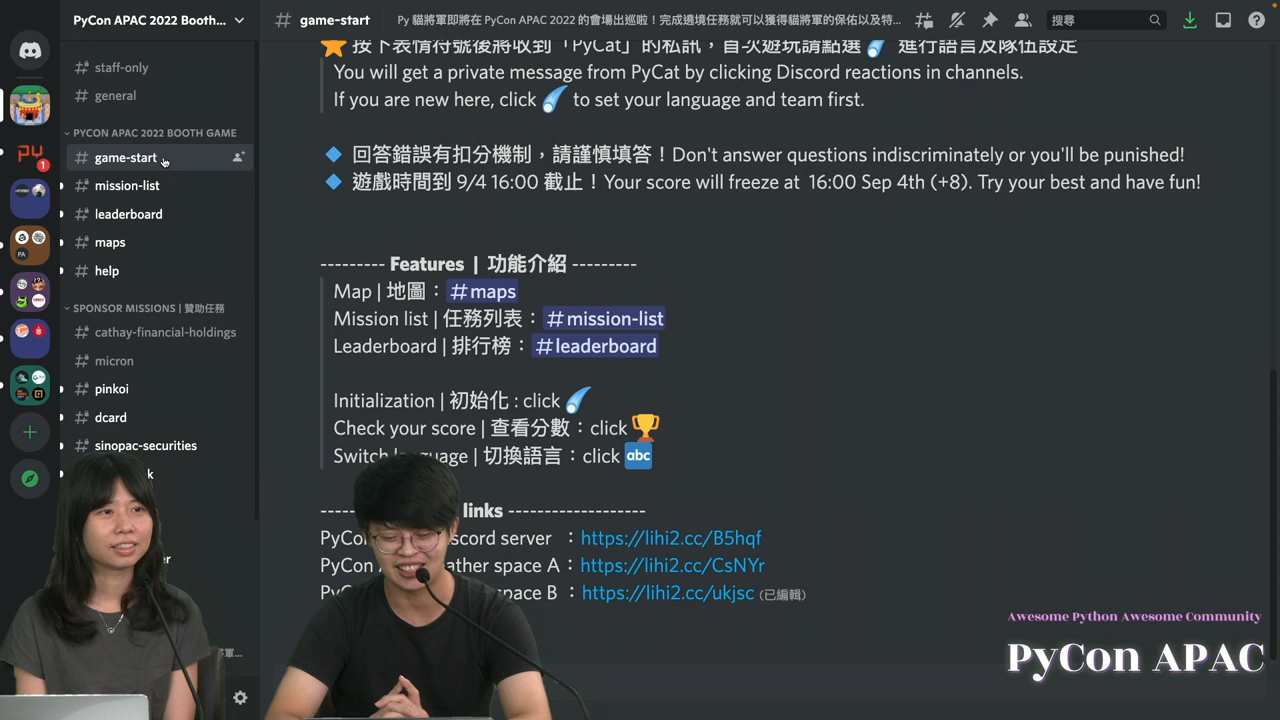 PyCon APAC 2022 Booth...
game-start
Py 貓將軍即將在 PyCon APAC 2022 的會場出巡啦！完成遶境任務就可以獲得貓將軍的保佑以及特...
搜尋
staff-only
general
PYCON APAC 2022 BOOTH GAME
game-start
mission-list
leaderboard
maps
help
SPONSOR MISSIONS | 贊助任務
cathay-financial-holdings
micron
pinkoi
dcard
sinopac-securities
按下表情符號後將收到「PyCat」的私訊，首次遊玩請點選 進行語言及隊伍設定
You will get a private message from PyCat by clicking Discord reactions in channels.
If you are new here, click to set your language and team first.
回答錯誤有扣分機制，請謹慎填答！Don't answer questions indiscriminately or you'll be punished!
遊戲時間到 9/4 16:00 截止！Your score will freeze at 16:00 Sep 4th (+8). Try your best and have fun!
--------- Features | 功能介紹 ---------
Map | 地圖： #maps
Mission list | 任務列表： #mission-list
Leaderboard | 排行榜： #leaderboard
Initialization | 初始化 : click
Check your score | 查看分數：click
Switch language | 切換語言：click abc
links -------------------
server ：https://lihi2.cc/B5hqf
space A：https://lihi2.cc/CsNYr
B ：https://lihi2.cc/ukjsc (已編輯)
Awesome Python Awesome Community
PyCon APAC